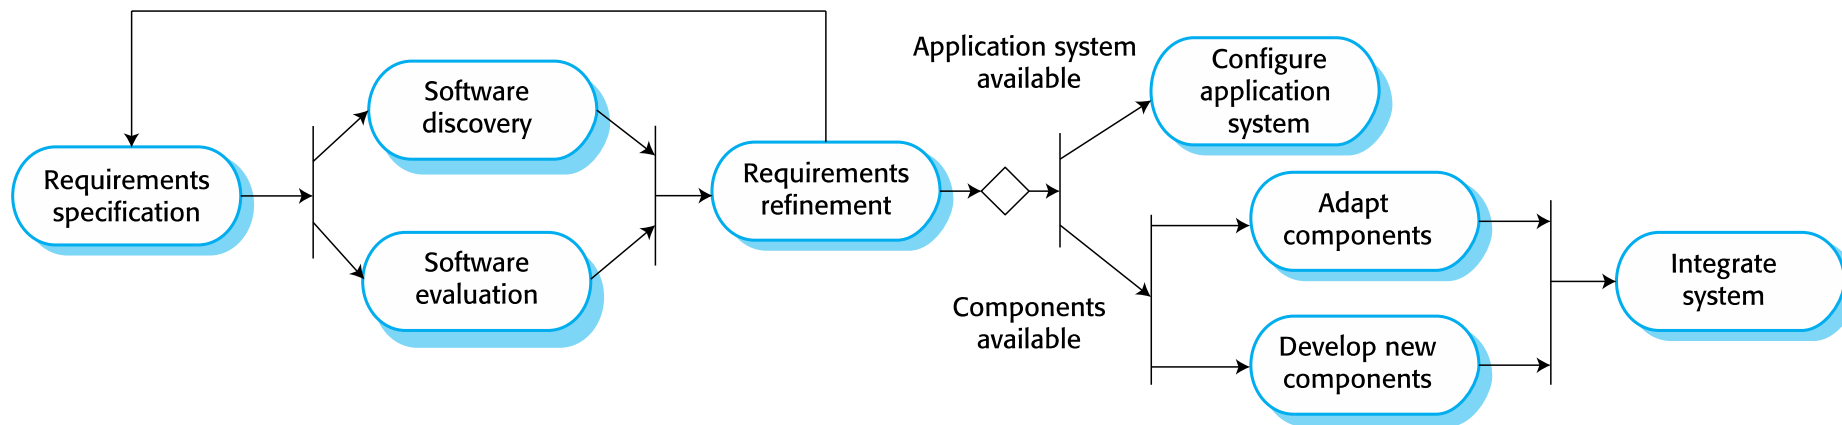 Requirements
specification
Software
discovery
Software
evaluation
Requirements
refinement
Application system
available
Configure
application
system
Components
available
Adapt
components
Develop new
components
Integrate
system